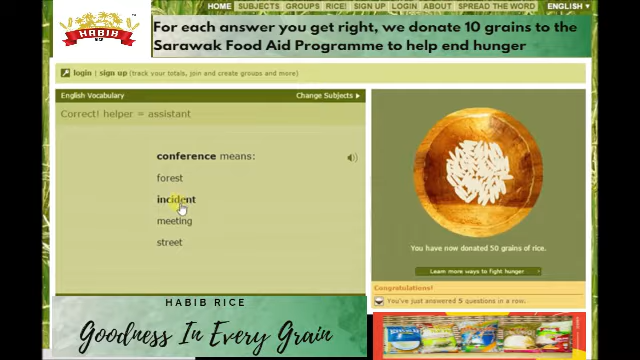 HOME SUBJECTS GROUPS RICE! SIGN UP LOGIN ABOUT SPREAD THE WORD ENGLISH ▼
HABIB
RICE
For each answer you get right, we donate 10 grains to the
Sarawak Food Aid Programme to help end hunger
login | sign up (track your totals, join and create groups and more)
English Vocabulary Change Subjects ▶
Correct! helper = assistant
conference means:
forest
incident
meeting
street
You have now donated 50 grains of rice.
Learn more ways to fight hunger
Congratulations!
You've just answered 5 questions in a row.
HABIB RICE
Goodness In Every Grain